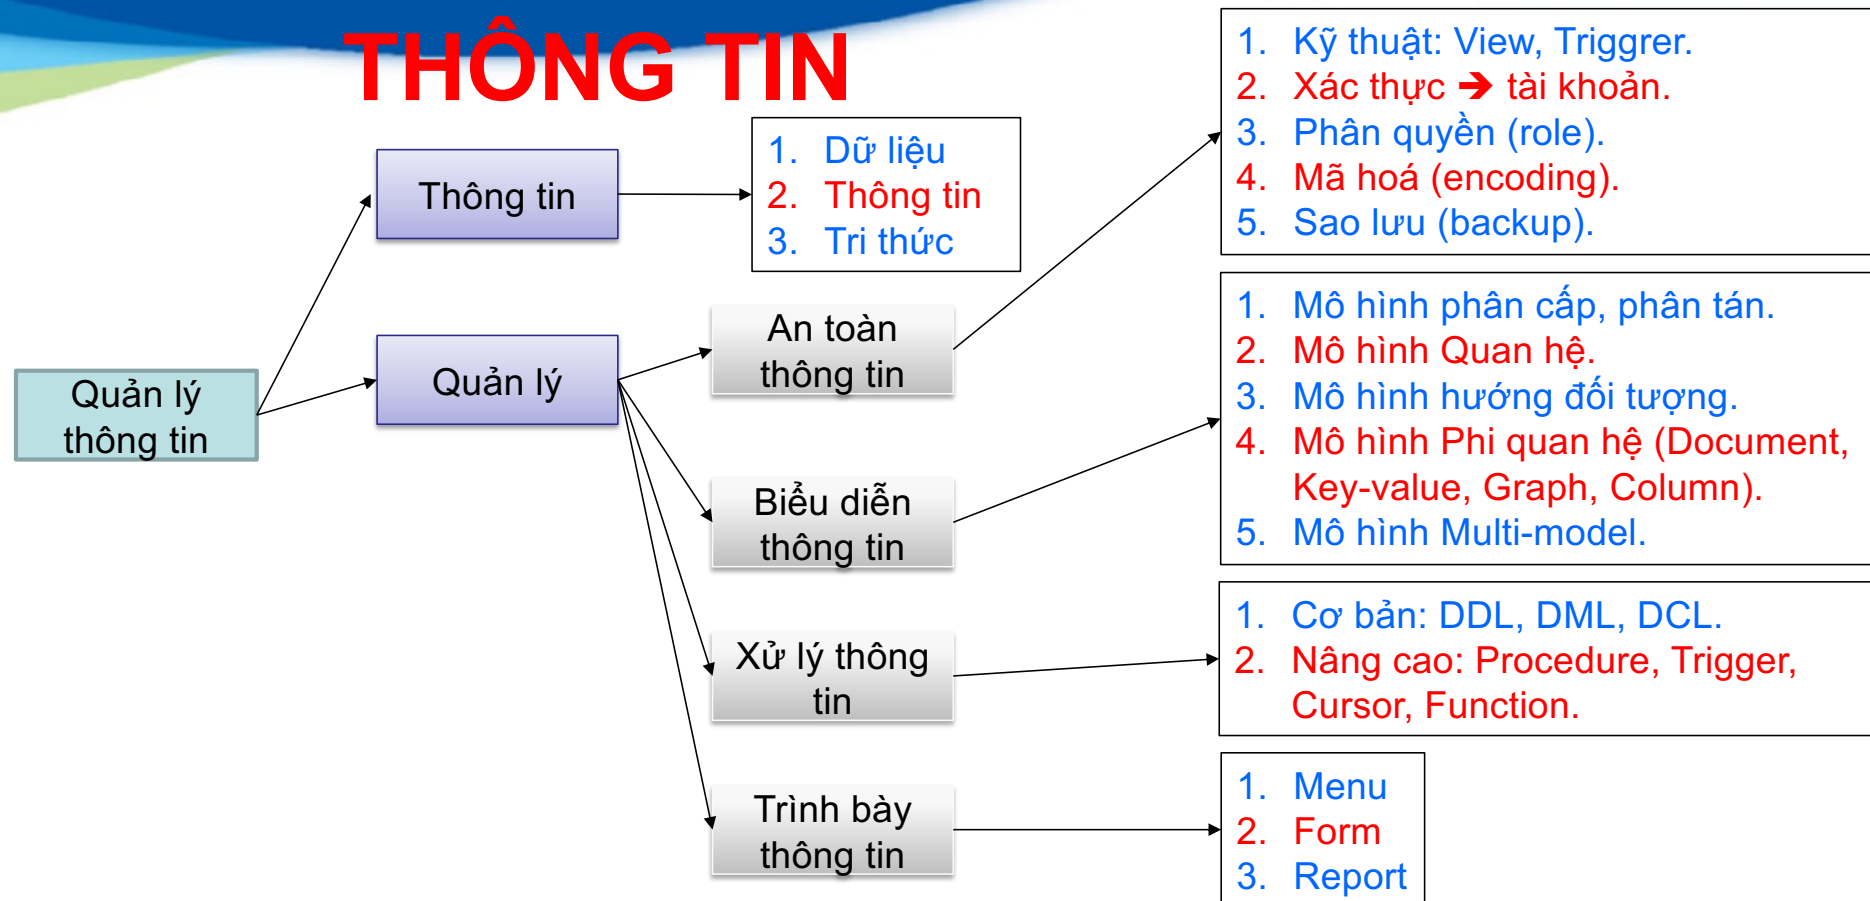 THÔNG TIN
Quản lý
thông tin
Thông tin
1. Dữ liệu
2. Thông tin
3. Tri thức
Quản lý
An toàn
thông tin
1. Kỹ thuật: View, Triggrer.
2. Xác thực ➔ tài khoản.
3. Phân quyền (role).
4. Mã hoá (encoding).
5. Sao lưu (backup).
Biểu diễn
thông tin
1. Mô hình phân cấp, phân tán.
2. Mô hình Quan hệ.
3. Mô hình hướng đối tượng.
4. Mô hình Phi quan hệ (Document,
Key-value, Graph, Column).
5. Mô hình Multi-model.
Xử lý thông
tin
1. Cơ bản: DDL, DML, DCL.
2. Nâng cao: Procedure, Trigger,
Cursor, Function.
Trình bày
thông tin
1. Menu
2. Form
3. Report